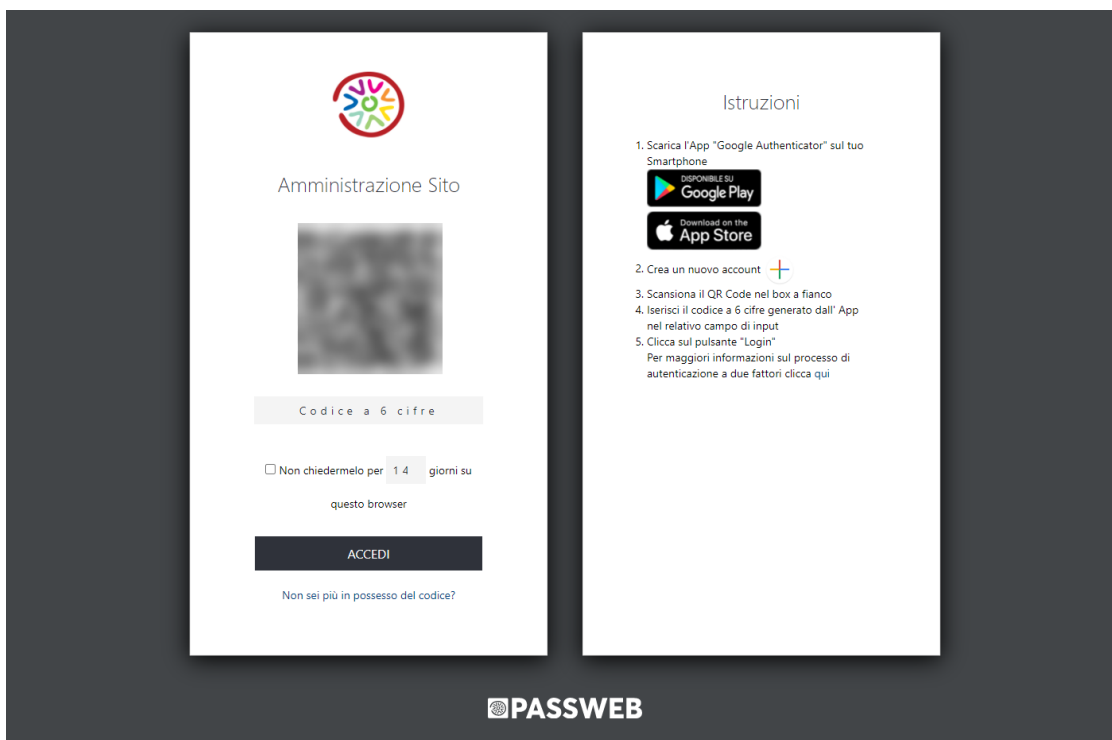 Amministrazione Sito
Codice a 6 cifre
Non chiedermelo per 14 giorni su
questo browser
ACCEDI
Non sei più in possesso del codice?
Istruzioni
1. Scarica l'App "Google Authenticator" sul tuo
Smartphone
DISPONIBILE SU
Google Play
Download on the
App Store
2. Crea un nuovo account
3. Scansiona il QR Code nel box a fianco
4. Iserisci il codice a 6 cifre generato dall' App
nel relativo campo di input
5. Clicca sul pulsante "Login"
Per maggiori informazioni sul processo di
autenticazione a due fattori clicca qui
PASSWEB